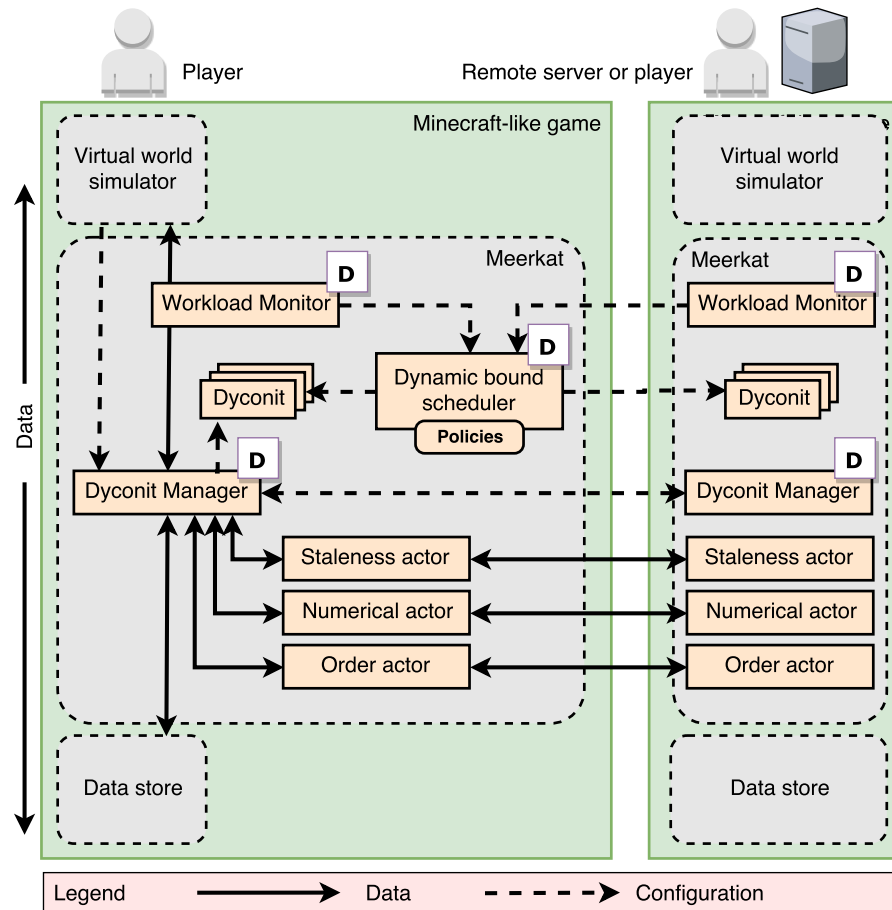 Player
Remote server or player
Minecraft-like game
Virtual world
simulator
Virtual world
simulator
Meerkat
Meerkat
D
D
Workload Monitor
Workload Monitor
D
Dynamic bound
scheduler
Policies
Dyconit
Dyconit
Data
D
D
Dyconit Manager
Dyconit Manager
Staleness actor
Staleness actor
Numerical actor
Numerical actor
Order actor
Order actor
Data store
Data store
Legend
Data
Configuration